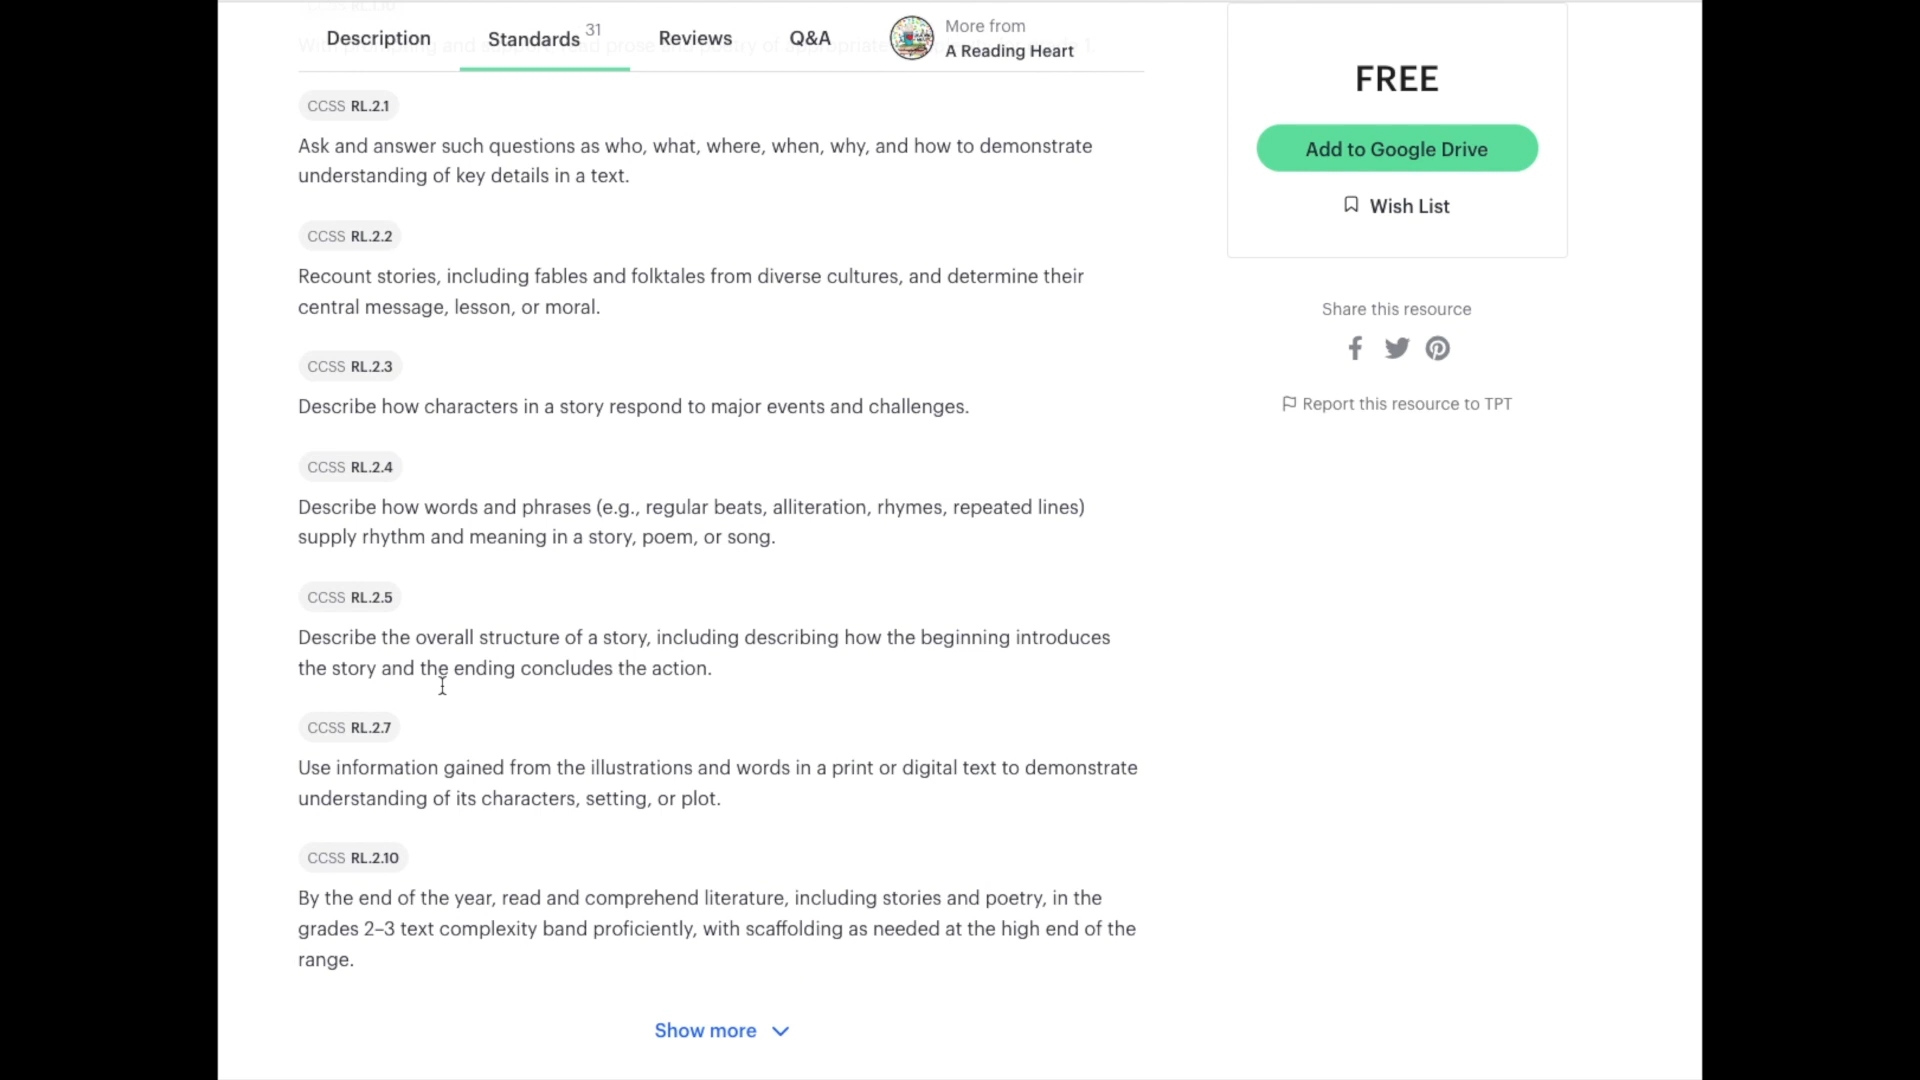 Description
Standards 31
Reviews
Q&A
More from
A Reading Heart
CCSS RL.2.1
Ask and answer such questions as who, what, where, when, why, and how to demonstrate
understanding of key details in a text.
CCSS RL.2.2
Recount stories, including fables and folktales from diverse cultures, and determine their
central message, lesson, or moral.
CCSS RL.2.3
Describe how characters in a story respond to major events and challenges.
CCSS RL.2.4
Describe how words and phrases (e.g., regular beats, alliteration, rhymes, repeated lines)
supply rhythm and meaning in a story, poem, or song.
CCSS RL.2.5
Describe the overall structure of a story, including describing how the beginning introduces
the story and the ending concludes the action.
CCSS RL.2.7
Use information gained from the illustrations and words in a print or digital text to demonstrate
understanding of its characters, setting, or plot.
CCSS RL.2.10
By the end of the year, read and comprehend literature, including stories and poetry, in the
grades 2–3 text complexity band proficiently, with scaffolding as needed at the high end of the
range.
Show more
FREE
Add to Google Drive
Wish List
Share this resource
Report this resource to TPT